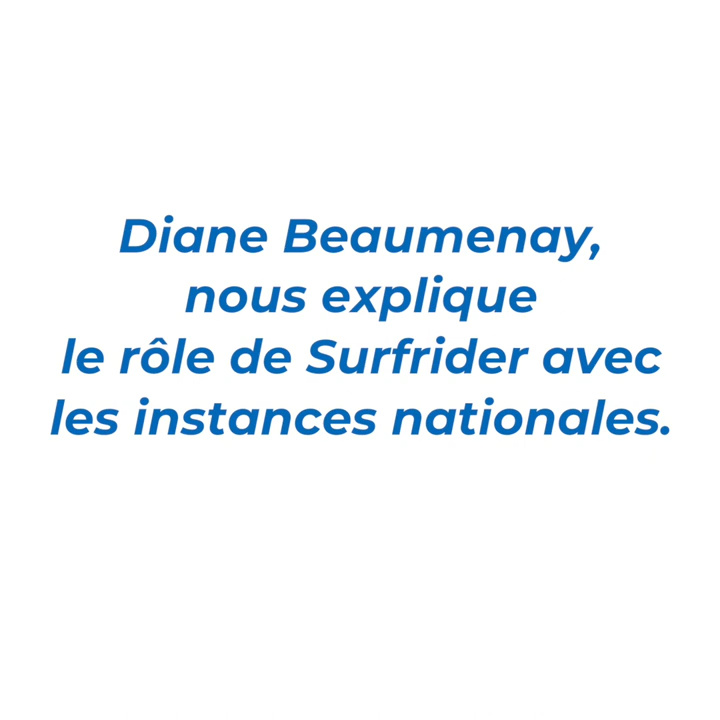 Diane Beaumenay,
nous explique
le rôle de Surfrider avec
les instances nationales.